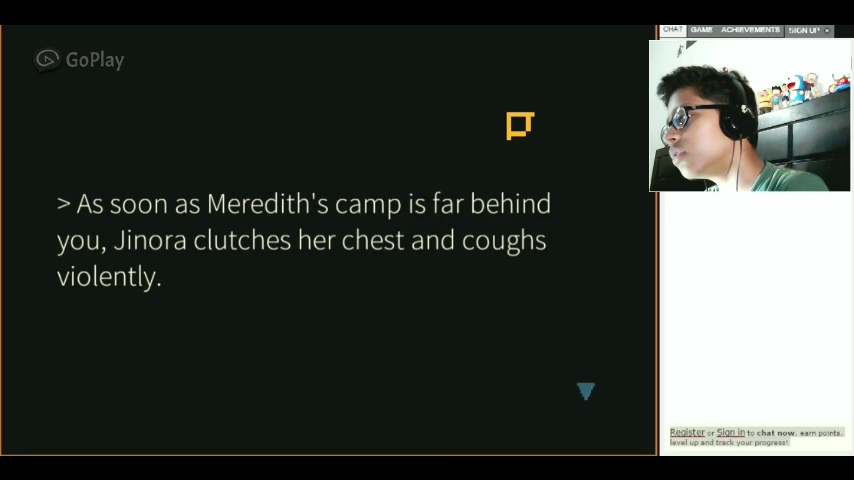 CHAT GAME ACHIEVEMENTS SIGN UP
GoPlay
> As soon as Meredith's camp is far behind
you, Jinora clutches her chest and coughs
violently.
Register or Sign in to chat now, earn points,
level up and track your progress!